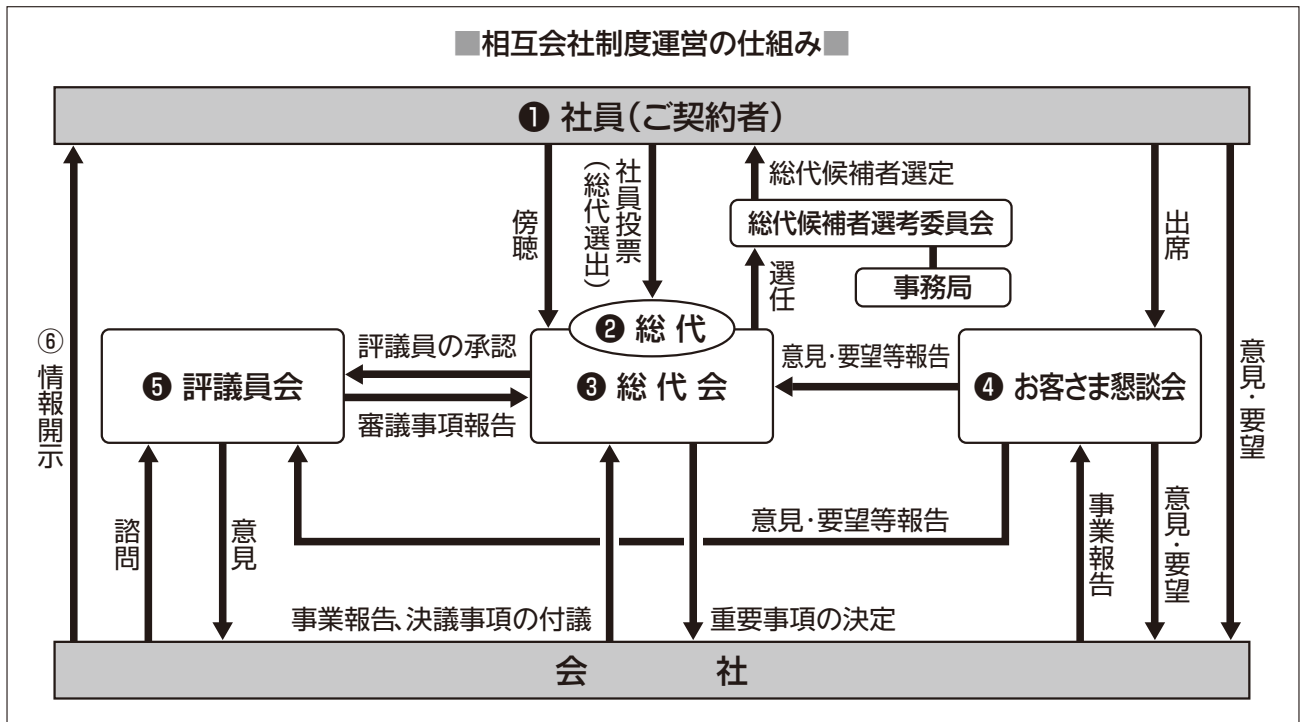 ■相互会社制度運営の仕組み■
❶ 社員（ご契約者）
傍聴
社員投票
（総代選出）
総代候補者選定
総代候補者選考委員会
事務局
選任
出席
意見・要望
⑥ 情報開示
❷ 総代
❸ 総代会
評議員の承認
審議事項報告
❺ 評議員会
意見・要望等報告
❹ お客さま懇談会
諮問
意見
意見・要望等報告
事業報告
意見・要望
事業報告、決議事項の付議
重要事項の決定
会社